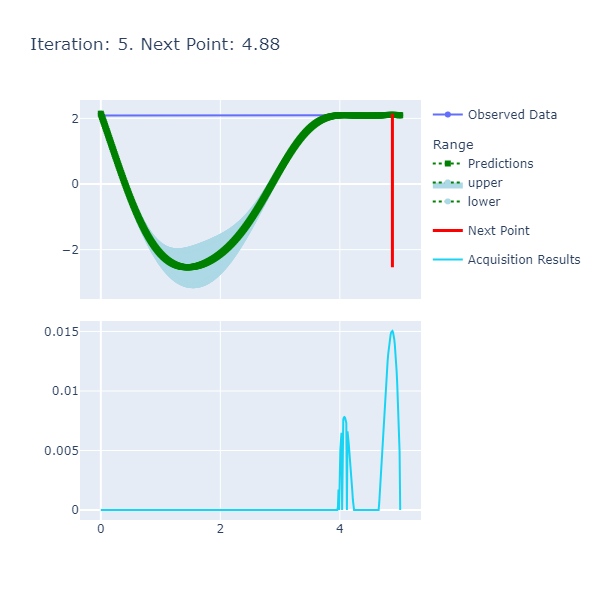 Iteration: 5. Next Point: 4.88
2
0
−2
Observed Data
Range
Predictions
upper
lower
Next Point
Acquisition Results
0.015
0.01
0.005
0
0
2
4